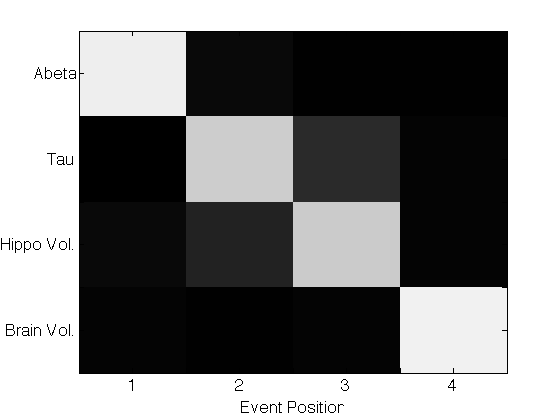 Abeta
Tau
Hippo Vol.
Brain Vol.
1 2 3 4
Event Position